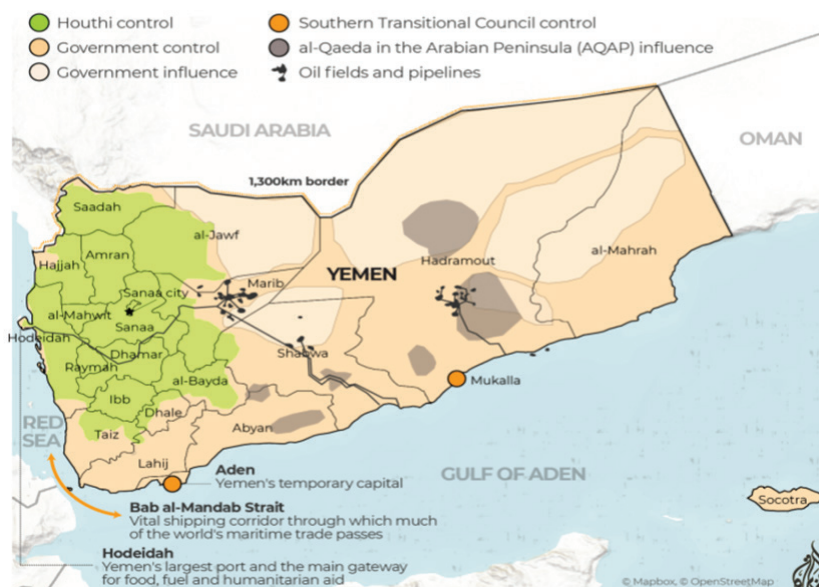 Houthi control
Government control
Government influence
Southern Transitional Council control
al-Qaeda in the Arabian Peninsula (AQAP) influence
Oil fields and pipelines
SAUDI ARABIA
OMAN
1,300km border
Saadah
al-Jawf
Amran
Hajjah
Hadramout
al-Mahrah
YEMEN
Marib
Sanaa city
al-Mahwit
Sanaa
Hodeidah
Dhamar
Shabwa
Raymah
al-Bayda
Mukalla
Ibb
Dhale
RED
SEA
Taiz
Abyan
Lahij
Aden
Yemen's temporary capital
GULF OF ADEN
Socotra
Bab al-Mandab Strait
Vital shipping corridor through which much
of the world's maritime trade passes
Hodeidah
Yemen's largest port and the main gateway
for food, fuel and humanitarian aid
© Mapbox, © OpenStreetMap